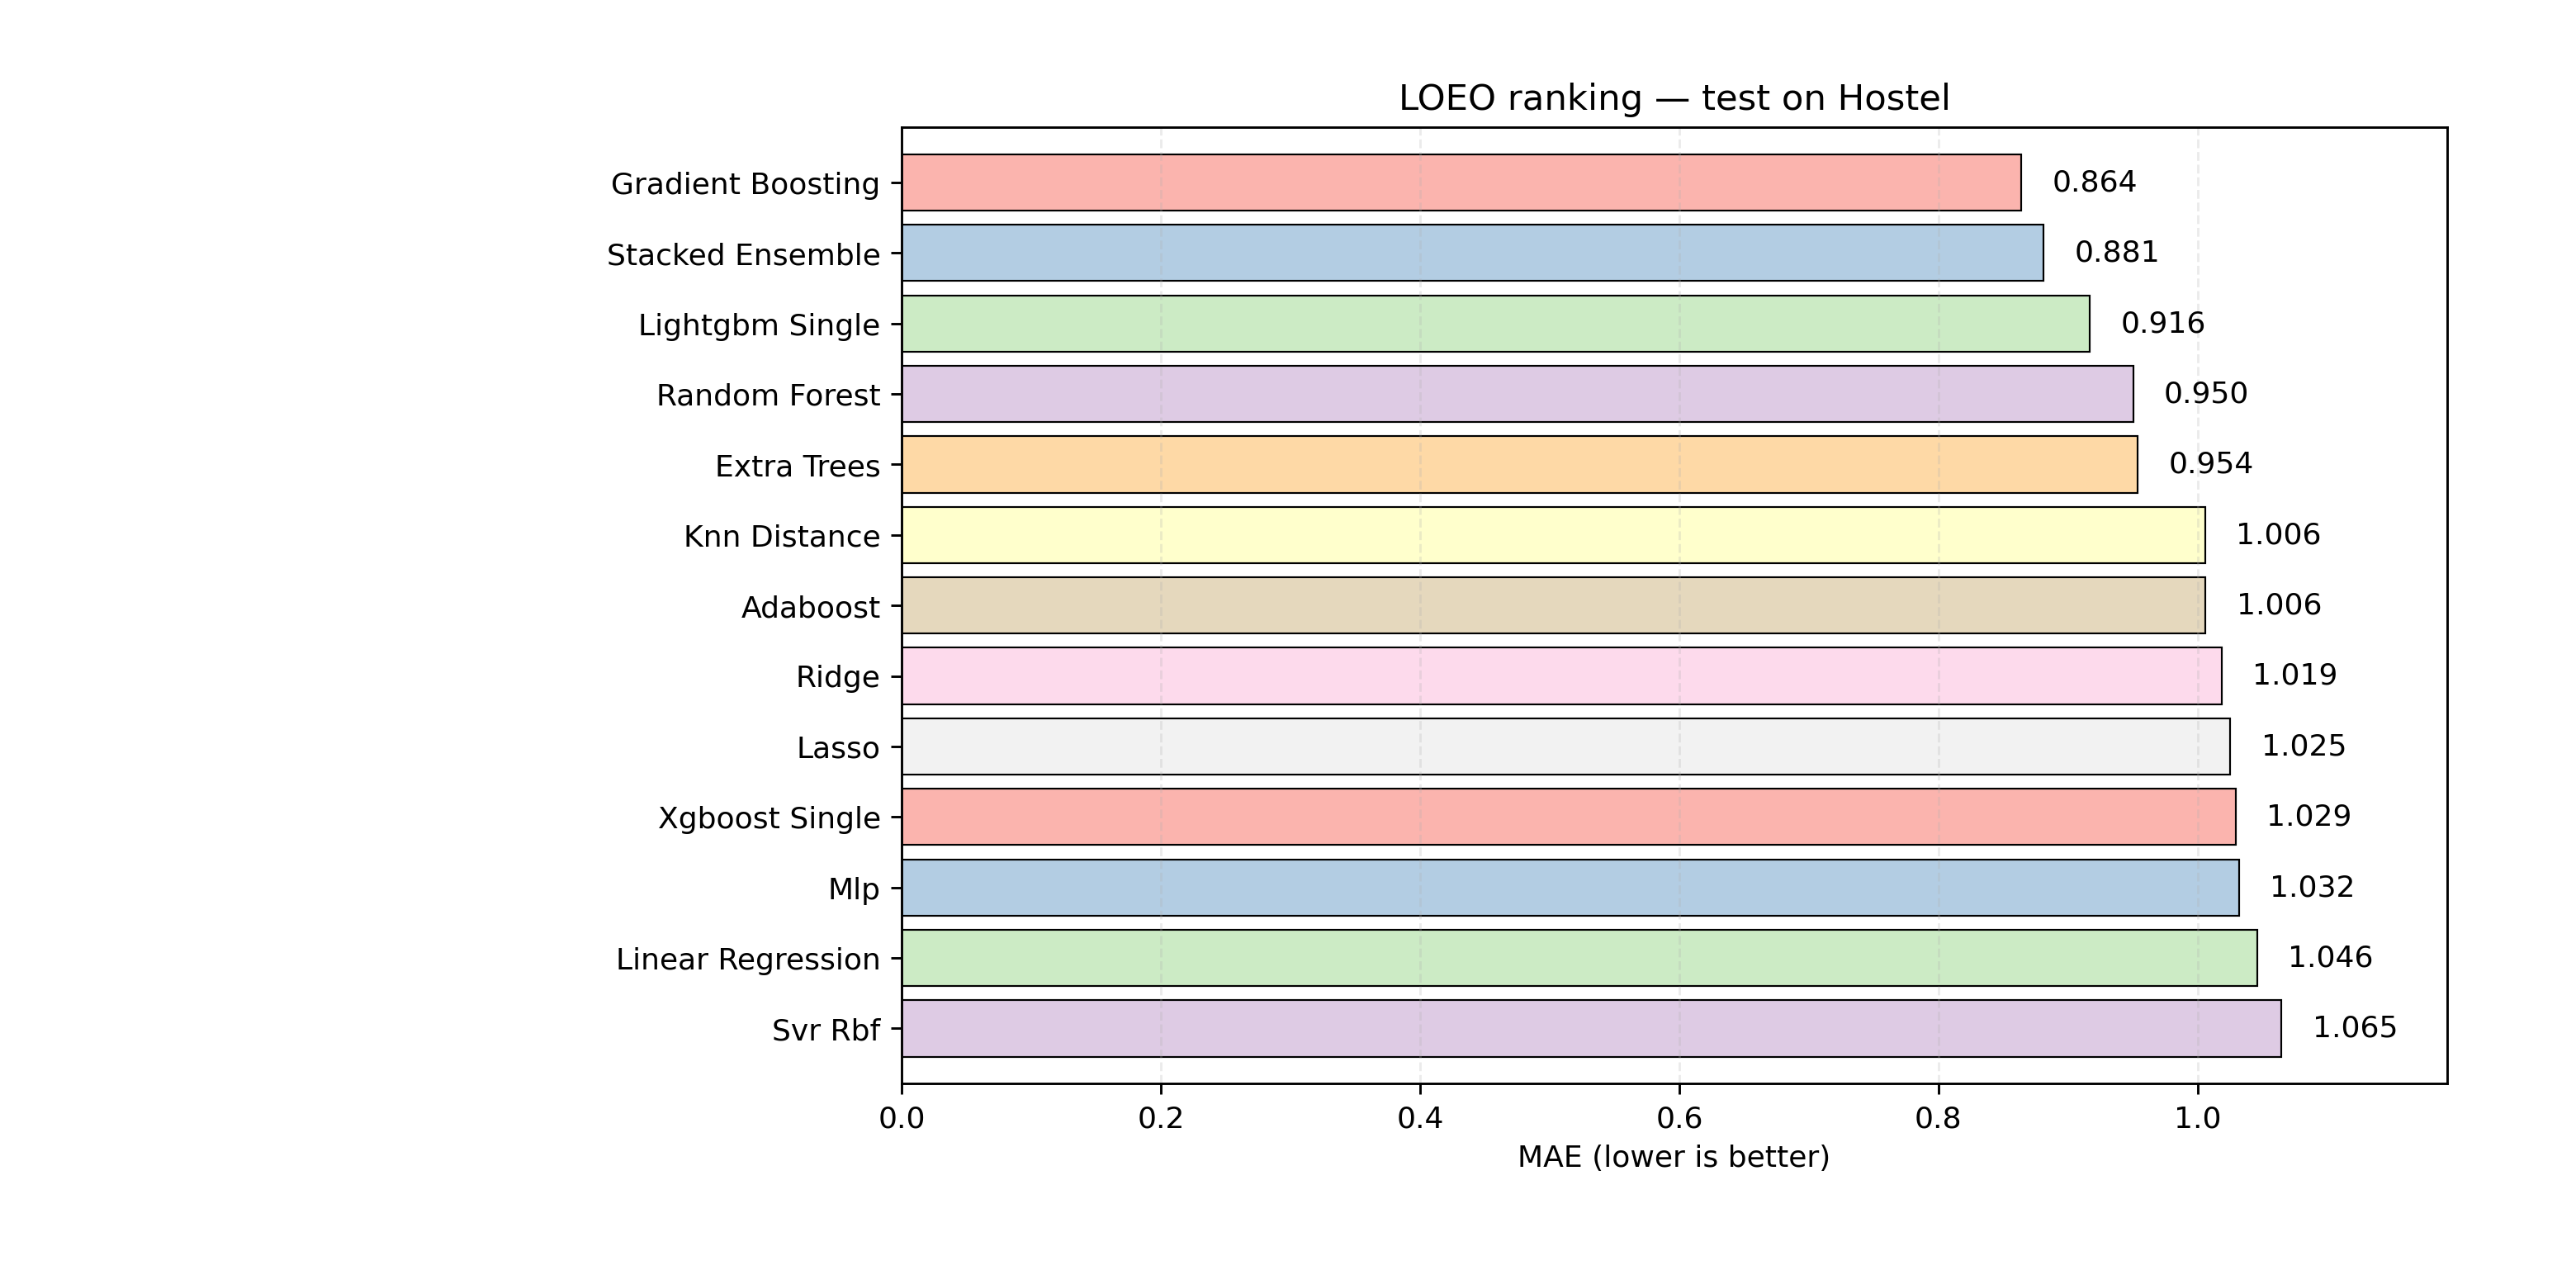 LOEO ranking — test on Hostel
Gradient Boosting 0.864
Stacked Ensemble 0.881
Lightgbm Single 0.916
Random Forest 0.950
Extra Trees 0.954
Knn Distance 1.006
Adaboost 1.006
Ridge 1.019
Lasso 1.025
Xgboost Single 1.029
Mlp 1.032
Linear Regression 1.046
Svr Rbf 1.065
0.0 0.2 0.4 0.6 0.8 1.0
MAE (lower is better)